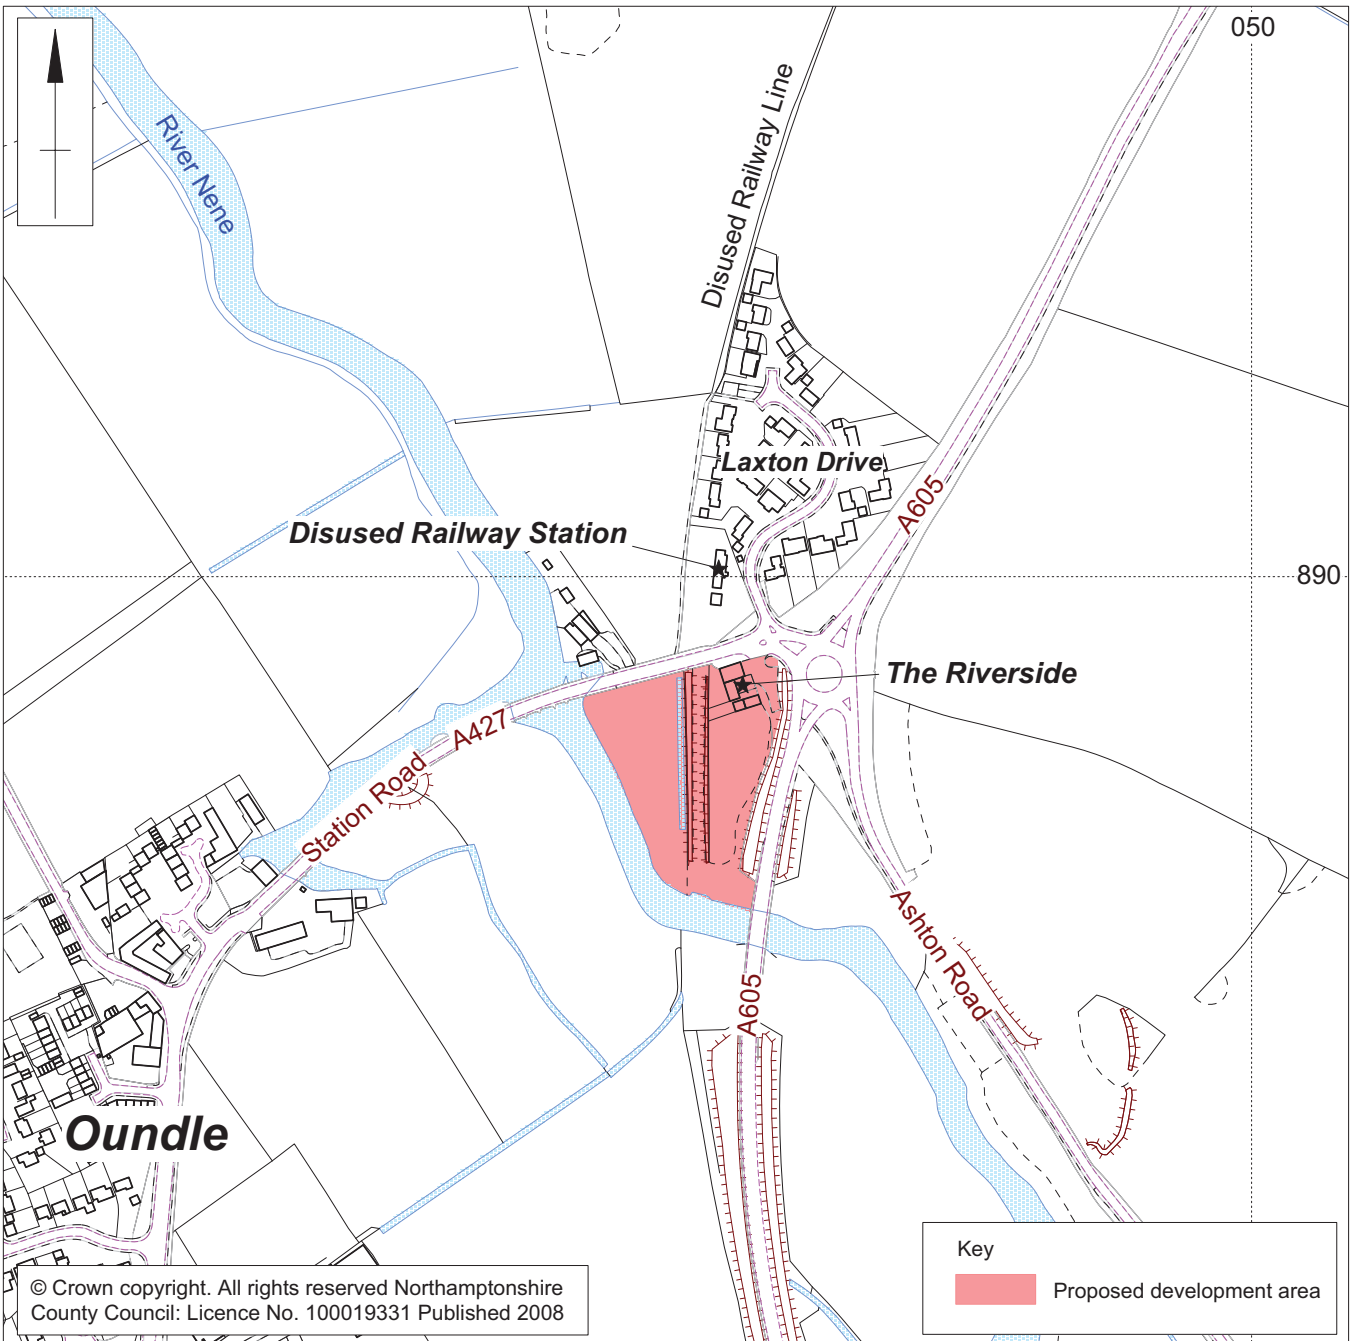 050
River Nene
Disused Railway Line
Laxton Drive
A605
Disused Railway Station
890
The Riverside
A427
Station Road
Ashton Road
A605
Oundle
Key
Proposed development area
© Crown copyright. All rights reserved Northamptonshire
County Council: Licence No. 100019331 Published 2008